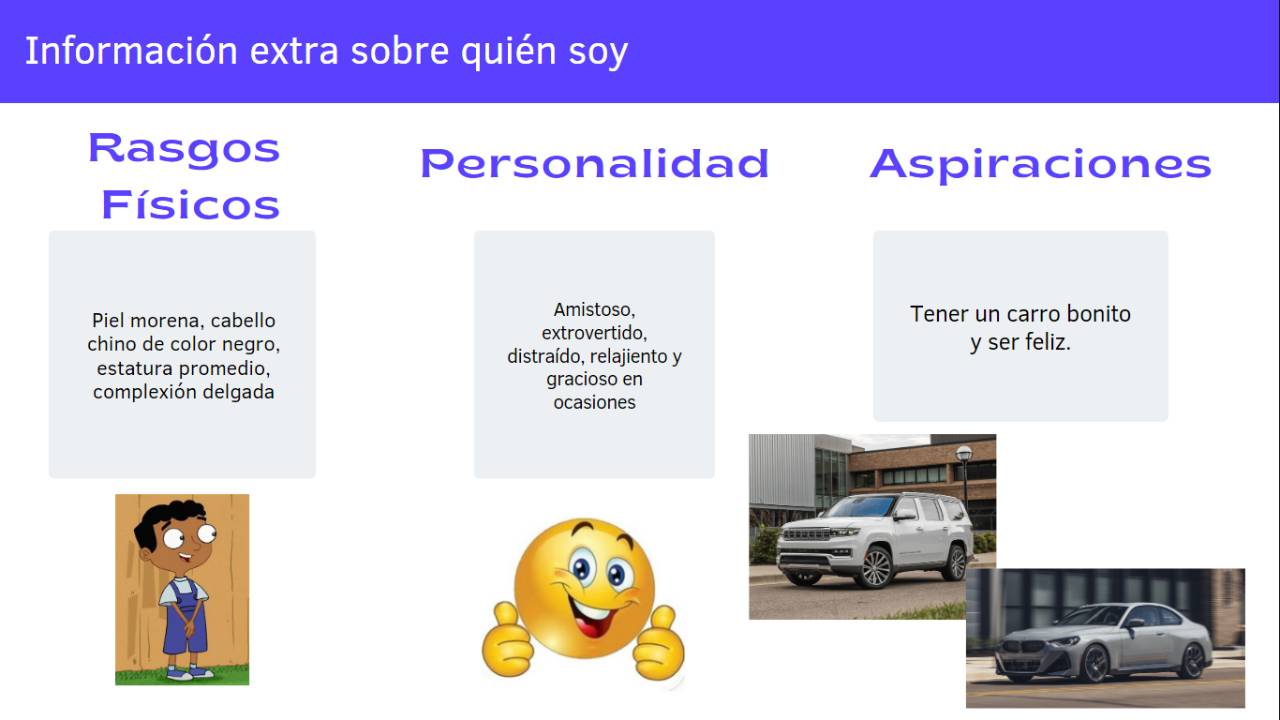 Información extra sobre quién soy
Rasgos
Físicos
Piel morena, cabello
chino de color negro,
estatura promedio,
complexión delgada
Personalidad
Amistoso,
extrovertido,
distraído, relajiento y
gracioso en
ocasiones
Aspiraciones
Tener un carro bonito
y ser feliz.